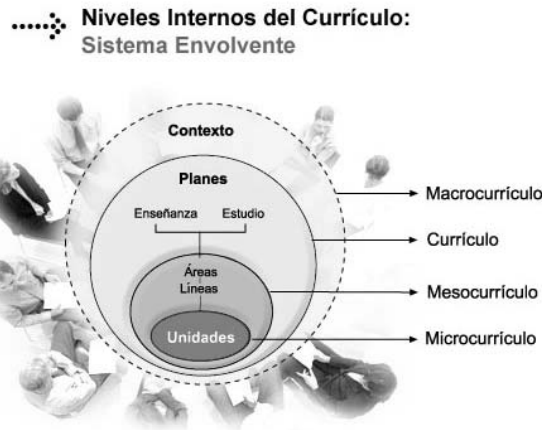 Niveles Internos del Currículo:
Sistema Envolvente
Contexto
Planes
Enseñanza Estudio
Áreas
Líneas
Unidades
Macrocurrículo
Currículo
Mesocurrículo
Microcurrículo